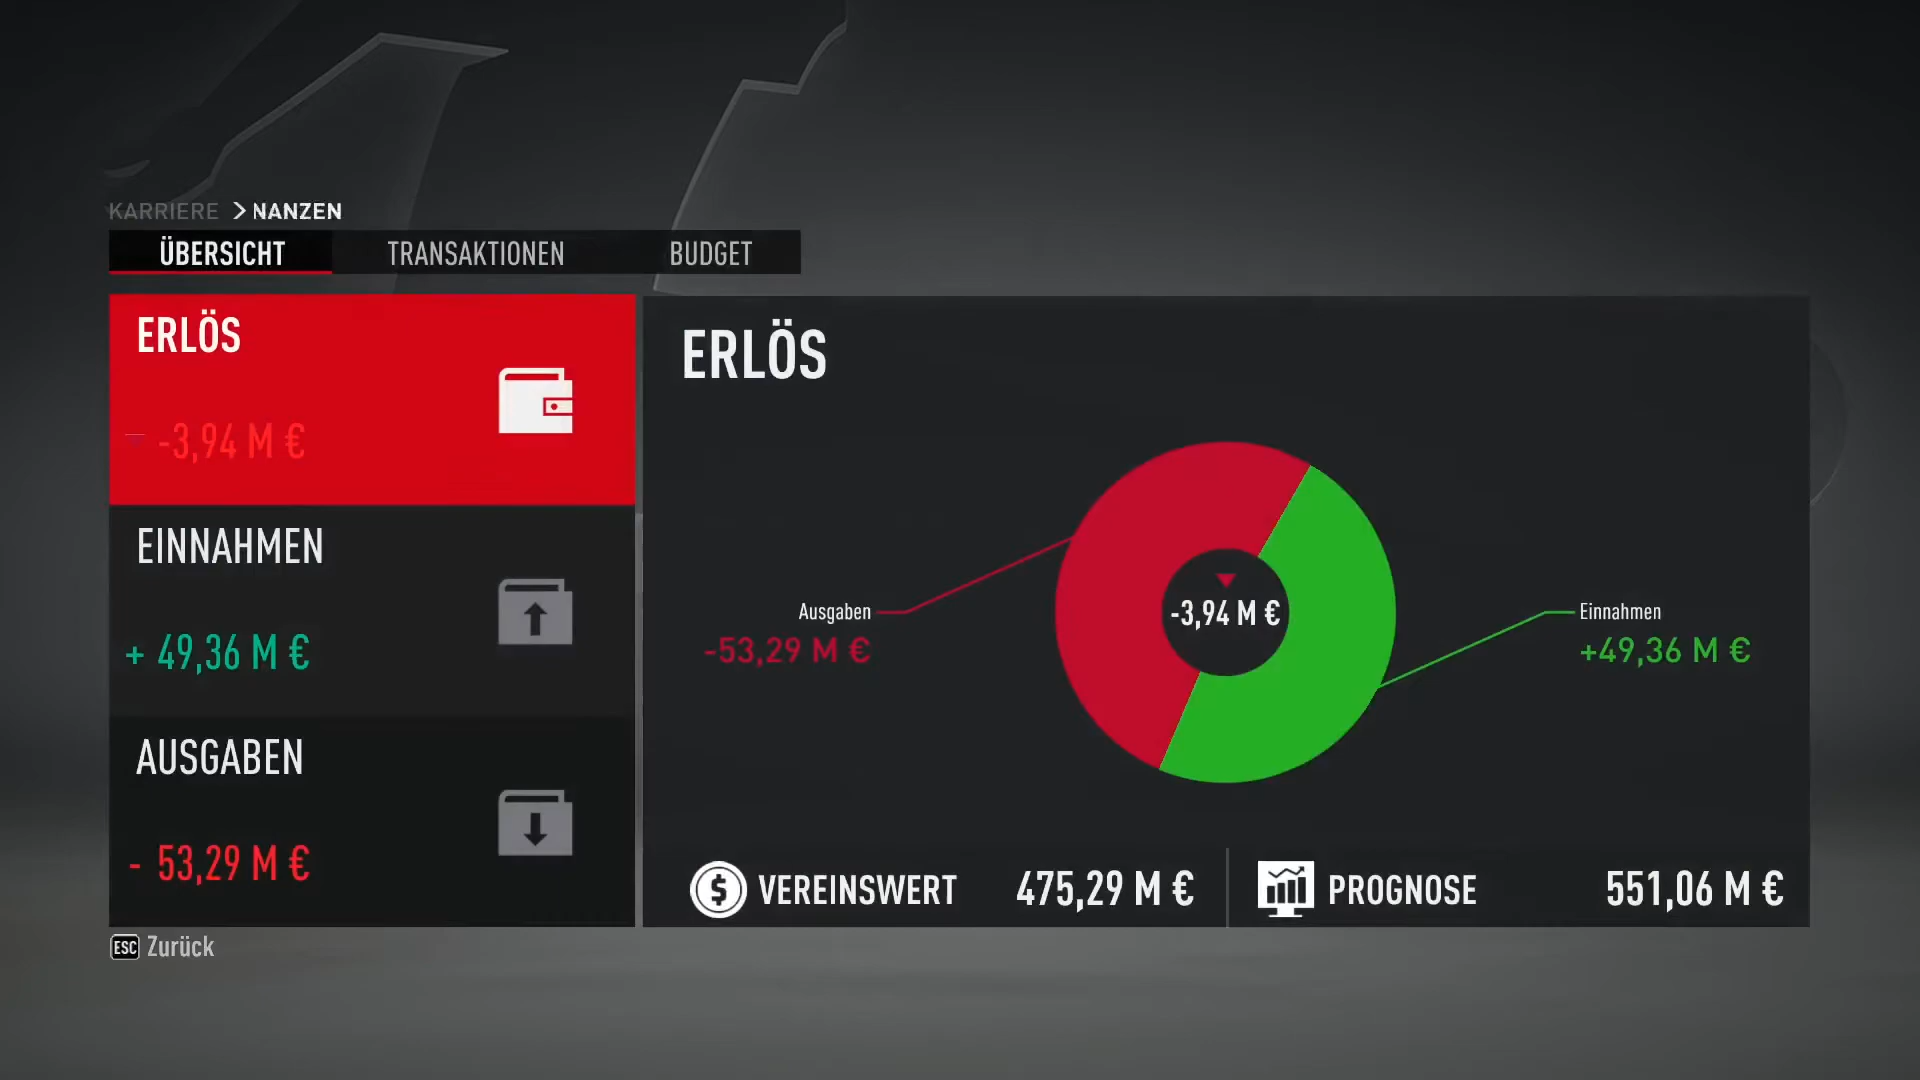 KARRIERE > NANZEN
ÜBERSICHT TRANSAKTIONEN BUDGET
ERLÖS
-3,94 M €
EINNAHMEN
+ 49,36 M €
AUSGABEN
- 53,29 M €
ERLÖS
Ausgaben
-53,29 M €
-3,94 M €
Einnahmen
+49,36 M €
$ VEREINSWERT 475,29 M €
PROGNOSE 551,06 M €
ESC Zurück